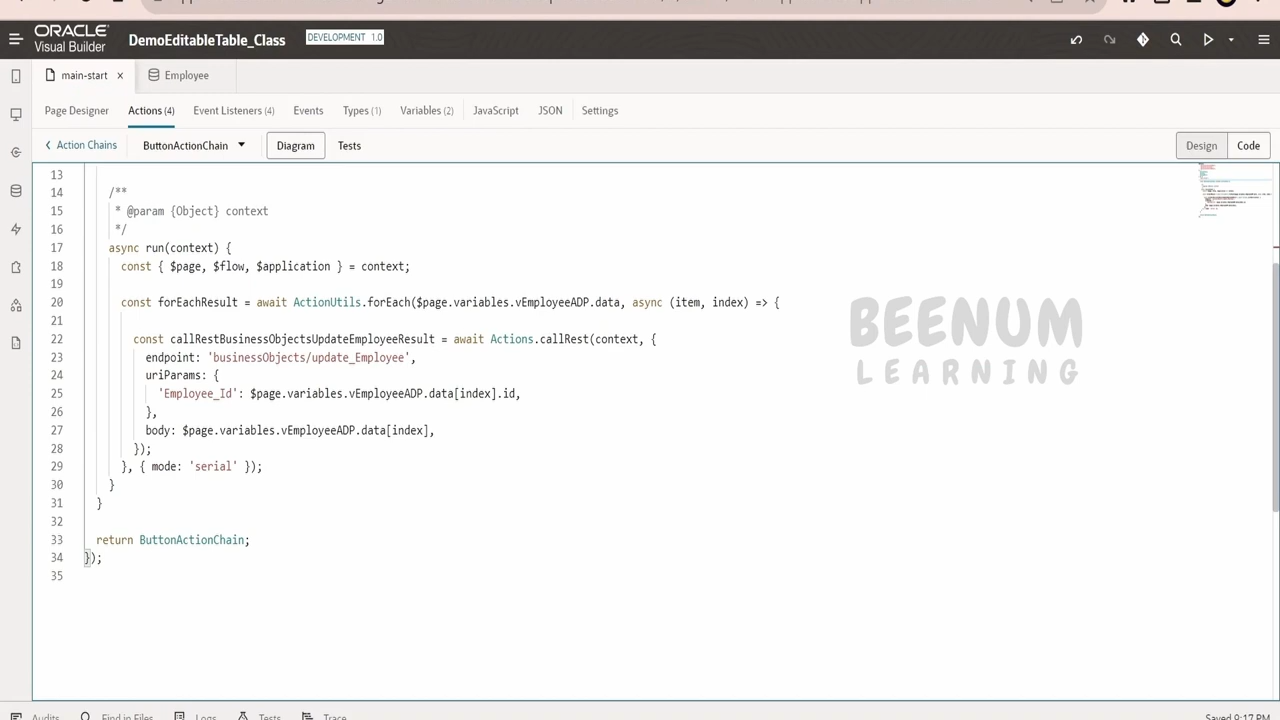 ORACLE
Visual Builder
DemoEditableTable_Class
DEVELOPMENT 1.0
main-start ×
Employee
Page Designer
Actions (4)
Event Listeners (4)
Events
Types (1)
Variables (2)
JavaScript
JSON
Settings
Action Chains
ButtonActionChain
Diagram
Tests
Design
Code
13
14 /**
15 * @param {Object} context
16 */
17 async run(context) {
18 const { $page, $flow, $application } = context;
19
20 const forEachResult = await ActionUtils.forEach($page.variables.vEmployeeADP.data, async (item, index) => {
21
22 const callRestBusinessObjectsUpdateEmployeeResult = await Actions.callRest(context, {
23 endpoint: 'businessObjects/update_Employee',
24 uriParams: {
25 'Employee_Id': $page.variables.vEmployeeADP.data[index].id,
26 },
27 body: $page.variables.vEmployeeADP.data[index],
28 });
29 }, { mode: 'serial' });
30 }
31 }
32
33 return ButtonActionChain;
34 });
35
BEENUM
LEARNING
Audits
Find in Files
Logs
Tests
Trace
Saved 9:17 PM